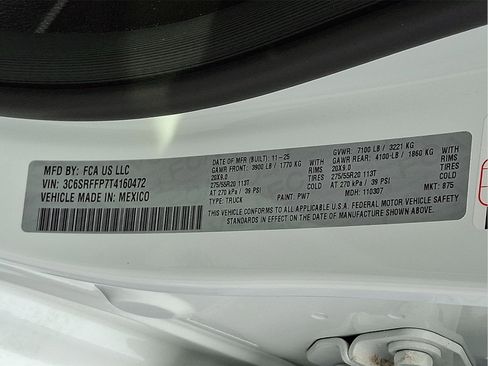 MFD BY: FCA US LLC
VIN: 3C6SRFFP7T4160472
VEHICLE MADE IN: MEXICO
DATE OF MFR (BUILT): 11-25
GAWR FRONT: 3900 LB / 1770 KG
WITH
20X9.0
RIMS
275/55R20 113T
TIRES
AT 270 kPa / 39 PSI
TYPE: TRUCK
PAINT: PW7
GVWR: 7100 LB / 3221 KG
GAWR REAR: 4100 LB / 1860 KG
WITH
20X9.0
RIMS
275/55R20 113T
TIRES
AT 270 kPa / 39 PSI
MDH: 110307
MKT: 875
THIS VEHICLE CONFORMS TO ALL APPLICABLE U.S.A. FEDERAL MOTOR VEHICLE SAFETY
STANDARDS IN EFFECT ON THE DATE OF MANUFACTURE SHOWN ABOVE